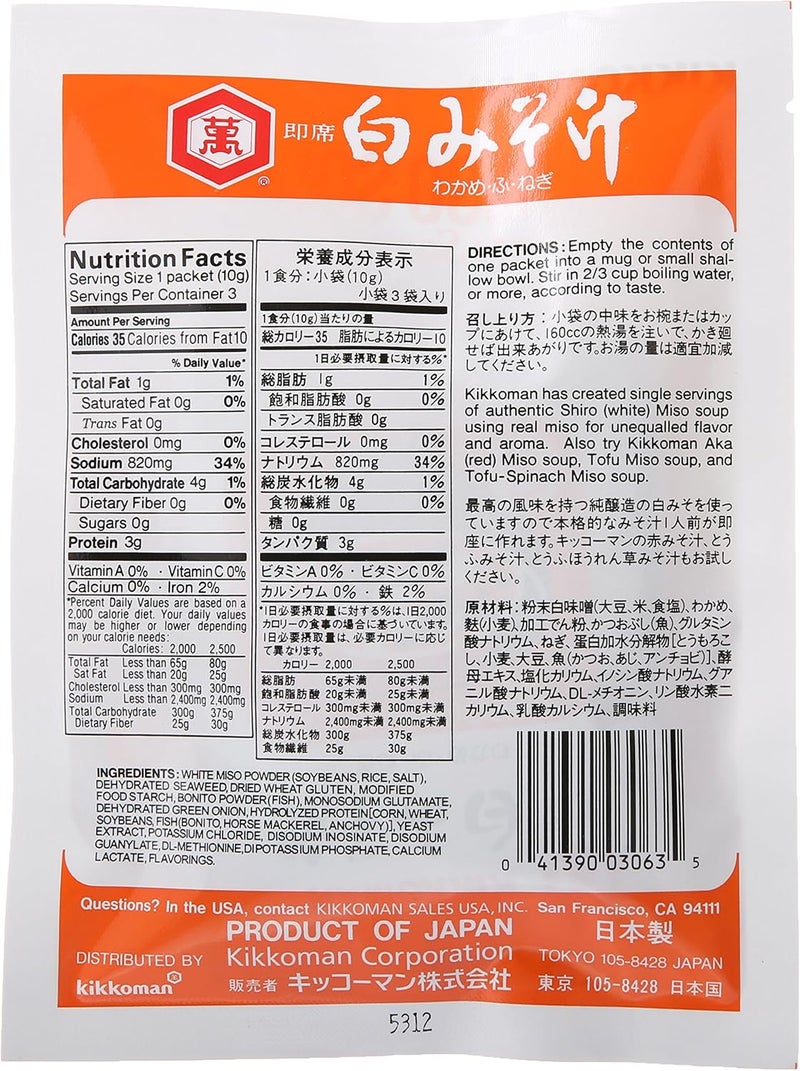 萬
®
即席 白みそ汁
わかめ・ふ・ねぎ
Nutrition Facts
Serving Size 1 packet (10g)
Servings Per Container 3
Amount Per Serving
Calories 35 Calories from Fat10
% Daily Value*
Total Fat 1g 1%
Saturated Fat 0g 0%
Trans Fat 0g
Cholesterol 0mg 0%
Sodium 820mg 34%
Total Carbohydrate 4g 1%
Dietary Fiber 0g 0%
Sugars 0g
Protein 3g
Vitamin A 0% · Vitamin C 0%
Calcium 0% · Iron 2%
*Percent Daily Values are based on a
2,000 calorie diet. Your daily values
may be higher or lower depending
on your calorie needs:
Calories: 2,000 2,500
Total Fat Less than 65g 80g
Sat Fat Less than 20g 25g
Cholesterol Less than 300mg 300mg
Sodium Less than 2,400mg 2,400mg
Total Carbohydrate 300g 375g
Dietary Fiber 25g 30g
栄養成分表示
1食分:小袋(10g)
小袋3袋入り
1食分(10g)当たりの量
総カロリー35 脂肪によるカロリー10
1日必要摂取量に対する%*
総脂肪 1g 1%
飽和脂肪酸 0g 0%
トランス脂肪酸 0g
コレステロール 0mg 0%
ナトリウム 820mg 34%
総炭水化物 4g 1%
食物繊維 0g 0%
糖 0g
タンパク質 3g
ビタミンA 0% · ビタミンC 0%
カルシウム 0% · 鉄 2%
*1日必要摂取量に対する%は、1日2,000
カロリーの食事の場合に基づいています。
1日必要摂取量は、必要カロリーに応じ
て異なります。
カロリー 2,000 2,500
総脂肪 65g未満 80g未満
飽和脂肪酸 20g未満 25g未満
コレステロール 300mg未満 300mg未満
ナトリウム 2,400mg未満 2,400mg未満
総炭水化物 300g 375g
食物繊維 25g 30g
DIRECTIONS: Empty the contents of
one packet into a mug or small shal-
low bowl. Stir in 2/3 cup boiling water,
or more, according to taste.
召し上り方:小袋の中味をお椀またはカッ
プにあけて、160ccの熱湯を注いで、かき廻
せば出来あがりです。お湯の量は適宜加減
してください。
Kikkoman has created single servings
of authentic Shiro (white) Miso soup
using real miso for unequalled flavor
and aroma. Also try Kikkoman Aka
(red) Miso soup, Tofu Miso soup, and
Tofu-Spinach Miso soup.
最高の風味を持つ純醸造の白みそを使っ
ていますので本格的なみそ汁1人前が即
座に作れます。キッコーマンの赤みそ汁、とう
ふみそ汁、とうふほうれん草みそ汁もお試し
ください。
原材料:粉末白味噌(大豆、米、食塩)、わかめ、
麩(小麦)、加工でん粉、かつおぶし(魚)、グルタミン
酸ナトリウム、ねぎ、蛋白加水分解物[とうもろこ
し、小麦、大豆、魚(かつお、あじ、アンチョビ)]、酵
母エキス、塩化カリウム、イノシン酸ナトリウム、グア
ニル酸ナトリウム、DL-メチオニン、リン酸水素二
カリウム、乳酸カルシウム、調味料
INGREDIENTS: WHITE MISO POWDER (SOYBEANS, RICE, SALT),
DEHYDRATED SEAWEED, DRIED WHEAT GLUTEN, MODIFIED
FOOD STARCH, BONITO POWDER (FISH), MONOSODIUM GLUTAMATE,
DEHYDRATED GREEN ONION, HYDROLYZED PROTEIN[CORN, WHEAT,
SOYBEANS, FISH (BONITO, HORSE MACKEREL, ANCHOVY)], YEAST
EXTRACT, POTASSIUM CHLORIDE, DISODIUM INOSINATE, DISODIUM
GUANYLATE, DL-METHIONINE, DIPOTASSIUM PHOSPHATE, CALCIUM
LACTATE, FLAVORINGS.
0 41390 03063 5
Questions? In the USA, contact KIKKOMAN SALES USA, INC. San Francisco, CA 94111
PRODUCT OF JAPAN 日本製
DISTRIBUTED BY Kikkoman Corporation TOKYO 105-8428 JAPAN
kikkoman® 販売者 キッコーマン株式会社 東京 105-8428 日本国
5312